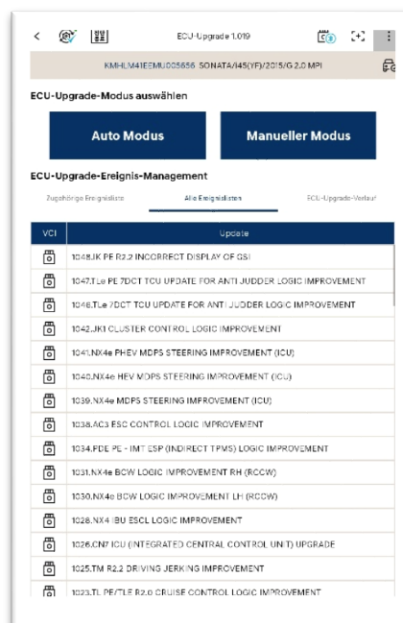 ECU-Upgrade 1.019
KMHLM41EEMU005656 SONATA/I45(YF)/2015/G 2.0 MPI
ECU-Upgrade-Modus auswählen
Auto Modus
Manueller Modus
ECU-Upgrade-Ereignis-Management
Zugehörige Ereignisliste
Alle Ereignislisten
ECU-Upgrade-Verlauf
VCI
Update
1048.JK PE R2.2 INCORRECT DISPLAY OF GSI
1047.TLe PE 7DCT TCU UPDATE FOR ANTI JUDDER LOGIC IMPROVEMENT
1046.TLe 7DCT TCU UPDATE FOR ANTI JUDDER LOGIC IMPROVEMENT
1042.JK1 CLUSTER CONTROL LOGIC IMPROVEMENT
1041.NX4e PHEV MDPS STEERING IMPROVEMENT (ICU)
1040.NX4e HEV MDPS STEERING IMPROVEMENT (ICU)
1039.NX4e MDPS STEERING IMPROVEMENT (ICU)
1038.AC3 ESC CONTROL LOGIC IMPROVEMENT
1034.PDE PE - IMT ESP (INDIRECT TPMS) LOGIC IMPROVEMENT
1031.NX4e BCW LOGIC IMPROVEMENT RH (RCCW)
1030.NX4e BCW LOGIC IMPROVEMENT LH (RCCW)
1028.NX4 IBU ESCL LOGIC IMPROVEMENT
1026.CN7 ICU (INTEGRATED CENTRAL CONTROL UNIT) UPGRADE
1025.TM R2.2 DRIVING JERKING IMPROVEMENT
1023.TL PE/TLE R2.0 CRUISE CONTROL LOGIC IMPROVEMENT